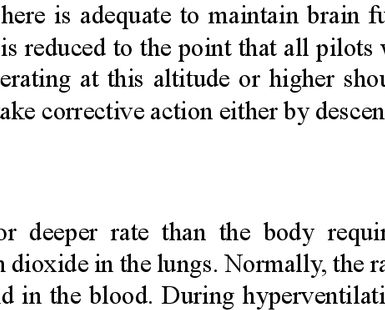 here is adequate to maintain brain fu
is reduced to the point that all pilots
erating at this altitude or higher shou
ake corrective action either by descen
or deeper rate than the body requir
dioxide in the lungs. Normally, the ra
d in the blood. During hyperventilati